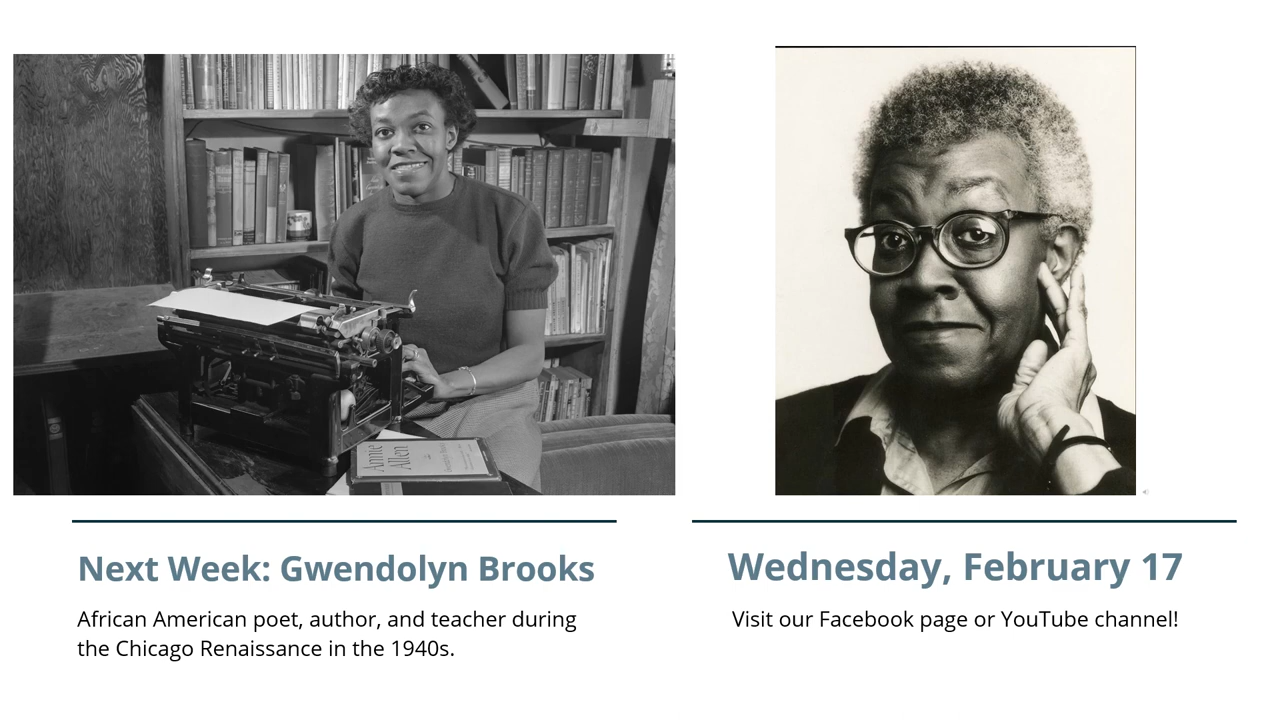 Annie
Allen
Next Week: Gwendolyn Brooks
African American poet, author, and teacher during
the Chicago Renaissance in the 1940s.
Wednesday, February 17
Visit our Facebook page or YouTube channel!